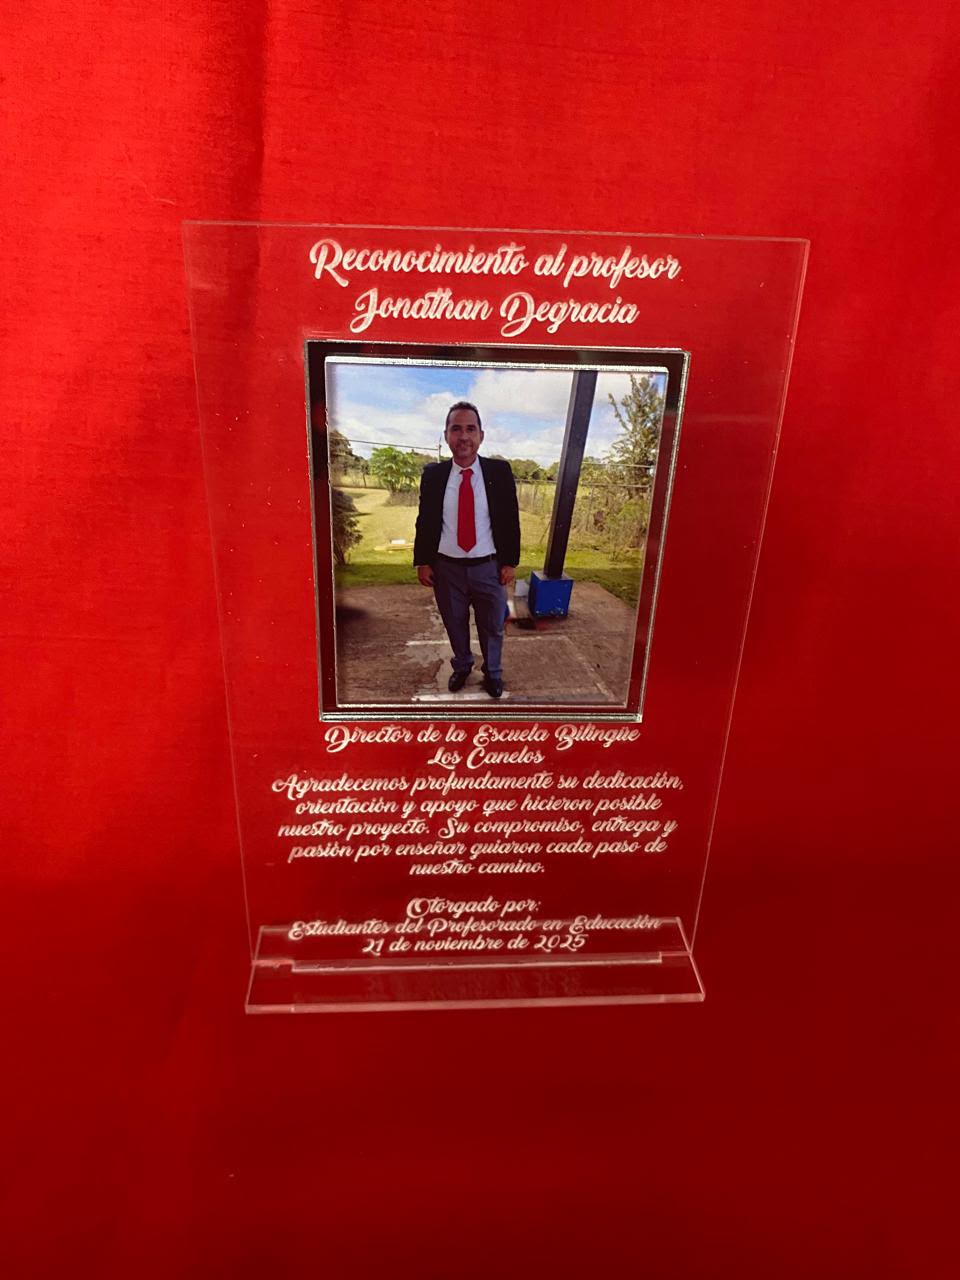 Reconocimiento al profesor
Jonathan Degracia
Director de la Escuela Bilingüe
Los Canelos
Agradecemos profundamente su dedicación,
orientación y apoyo que hicieron posible
nuestro proyecto. Su compromiso, entrega y
pasión por enseñar guiaron cada paso de
nuestro camino.
Otorgado por:
Estudiantes del Profesorado en Educación
21 de noviembre de 2025